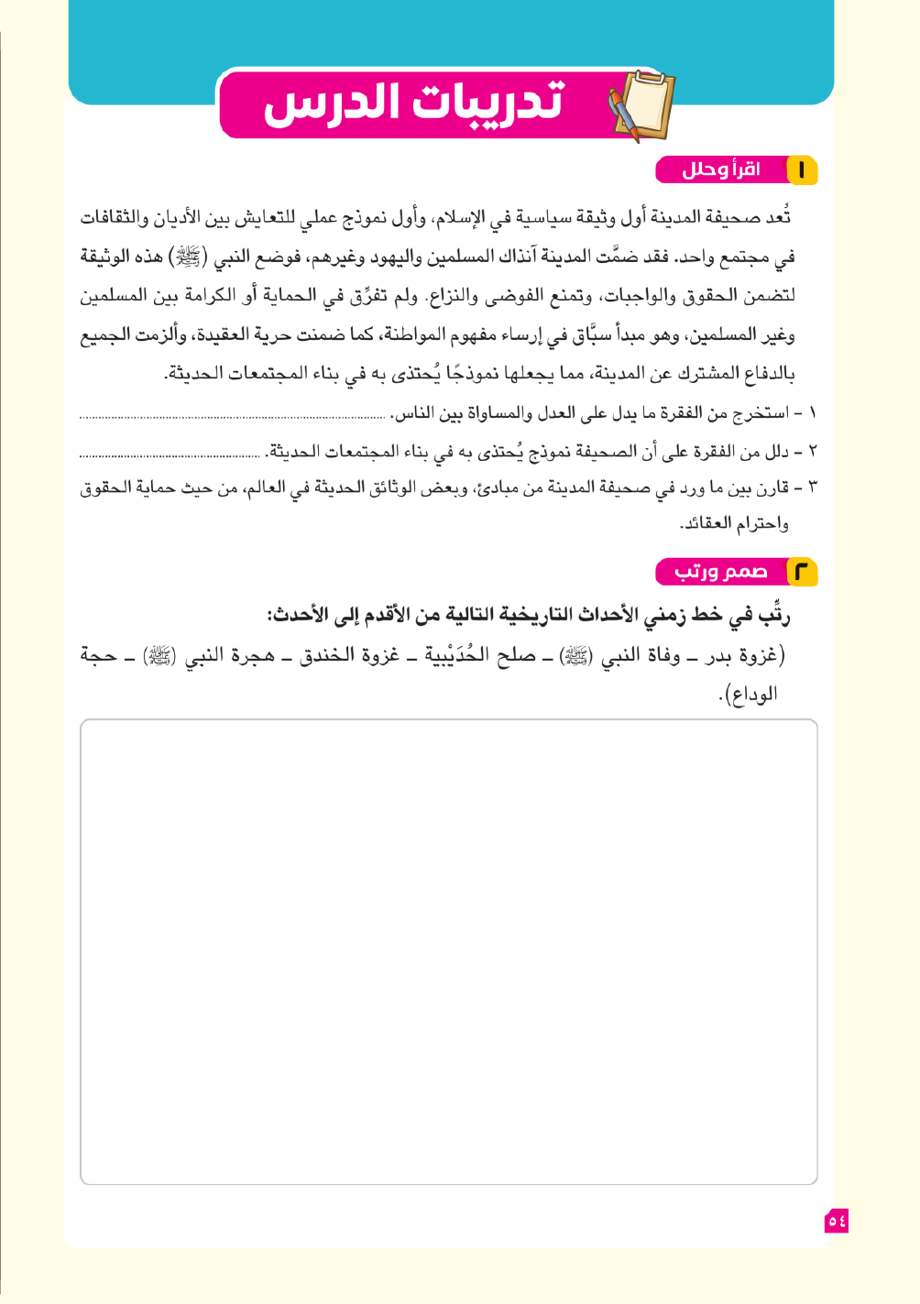 تدريبات الدرس
١ اقرأ وحلل
تُعد صحيفة المدينة أول وثيقة سياسية في الإسلام، وأول نموذج عملي للتعايش بين الأديان والثقافات
في مجتمع واحد. فقد ضمَّت المدينة آنذاك المسلمين واليهود وغيرهم، فوضع النبي (ﷺ) هذه الوثيقة
لتضمن الحقوق والواجبات، وتمنع الفوضى والنزاع. ولم تفرِّق في الحماية أو الكرامة بين المسلمين
وغير المسلمين، وهو مبدأ سبَّاق في إرساء مفهوم المواطنة، كما ضمنت حرية العقيدة، وألزمت الجميع
بالدفاع المشترك عن المدينة، مما يجعلها نموذجًا يُحتذى به في بناء المجتمعات الحديثة.
١ – استخرج من الفقرة ما يدل على العدل والمساواة بين الناس. ........................................
٢ – دلل من الفقرة على أن الصحيفة نموذج يُحتذى به في بناء المجتمعات الحديثة. ........................................
٣ – قارن بين ما ورد في صحيفة المدينة من مبادئ، وبعض الوثائق الحديثة في العالم، من حيث حماية الحقوق
واحترام العقائد.
٢ صمم ورتب
رتِّب في خط زمني الأحداث التاريخية التالية من الأقدم إلى الأحدث:
(غزوة بدر – وفاة النبي (ﷺ) – صلح الحُدَيْبية – غزوة الخندق – هجرة النبي (ﷺ) – حجة
الوداع).
٥٤